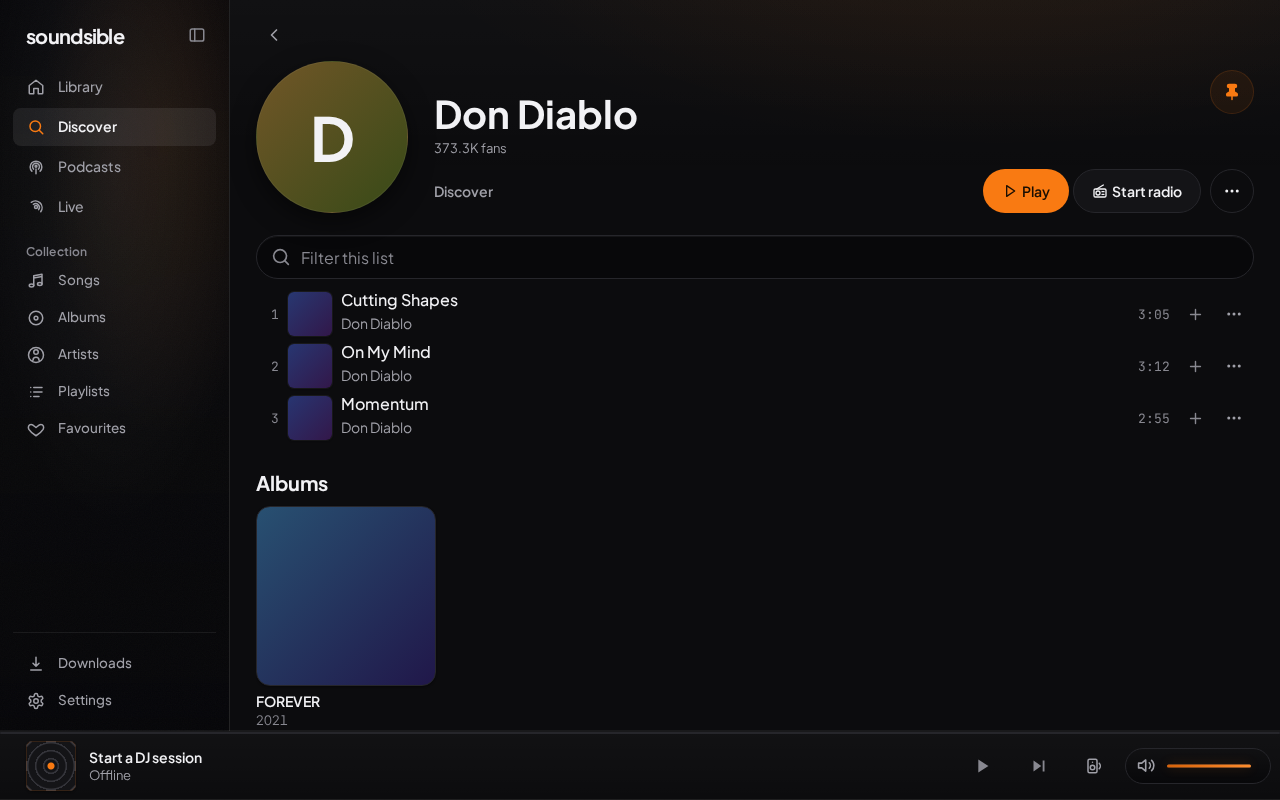 soundsible
Library
Discover
Podcasts
Live
Collection
Songs
Albums
Artists
Playlists
Favourites
Downloads
Settings
D
Don Diablo
373.3K fans
Discover
Play
Start radio
Filter this list
1
Cutting Shapes
Don Diablo
3:05
2
On My Mind
Don Diablo
3:12
3
Momentum
Don Diablo
2:55
Albums
FOREVER
2021
Start a DJ session
Offline